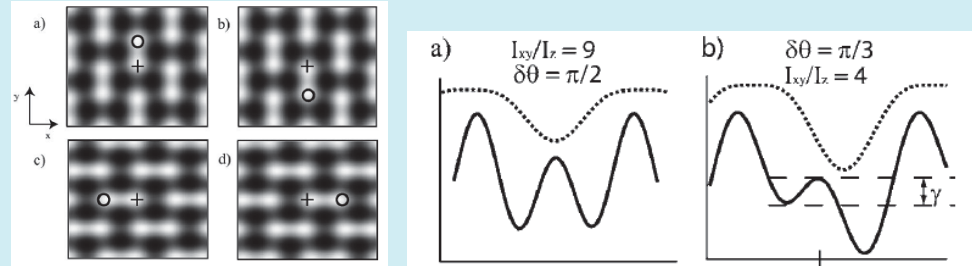 a)
b)
y
x
c)
d)
a)
Ixy/Iz = 9
δθ = π/2
b)
δθ = π/3
Ixy/Iz = 4
γ